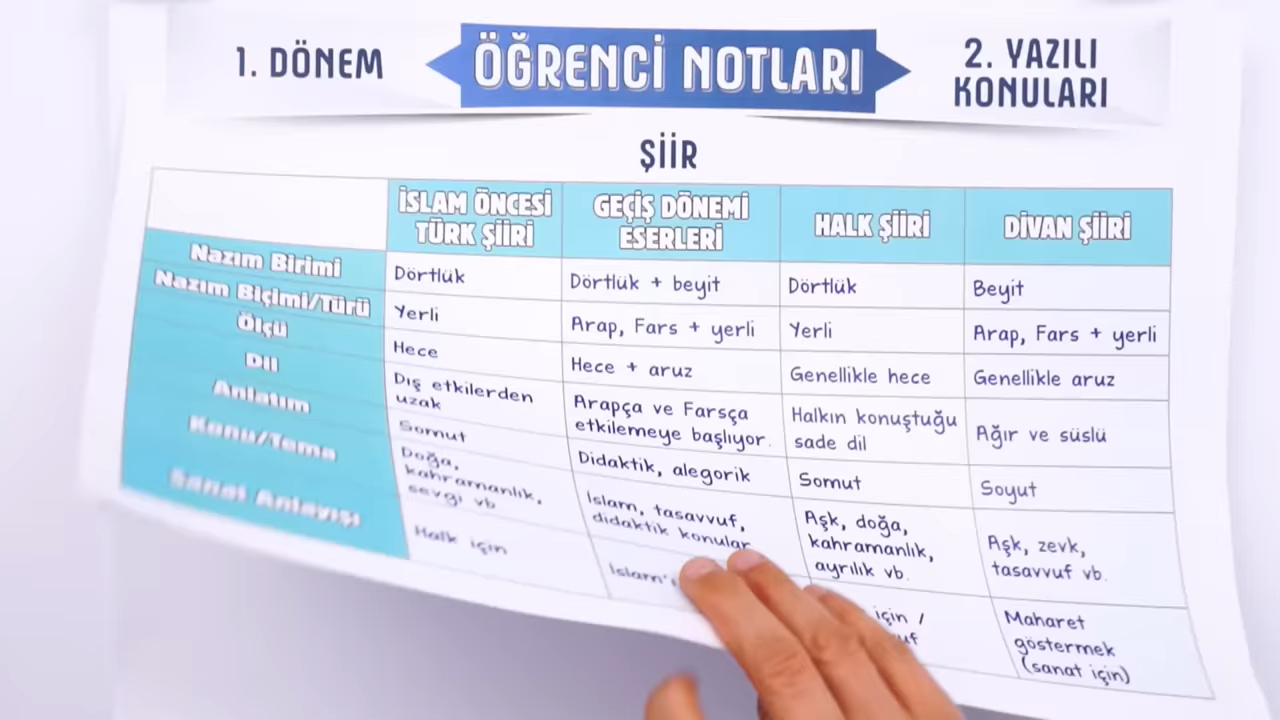 1. DÖNEM
ÖĞRENCİ NOTLARI
2. YAZILI
KONULARI
ŞİİR
İSLAM ÖNCESİ
TÜRK ŞİİRİ
GEÇİŞ DÖNEMİ
ESERLERİ
HALK ŞİİRİ
DİVAN ŞİİRİ
Nazım Birimi
Dörtlük
Dörtlük + beyit
Dörtlük
Beyit
Nazım Biçimi/Türü
Yerli
Arap, Fars + yerli
Yerli
Arap, Fars + yerli
Ölçü
Hece
Hece + aruz
Genellikle hece
Genellikle aruz
Dil
Dış etkilerden
uzak
Arapça ve Farsça
etkilemeye başlıyor.
Halkın konuştuğu
sade dil
Ağır ve süslü
Anlatım
Somut
Didaktik, alegorik
Somut
Soyut
Konu/Tema
Doğa,
kahramanlık,
sevgi vb
İslam, tasavvuf,
didaktik konular
Aşk, doğa,
kahramanlık,
ayrılık vb.
Aşk, zevk,
tasavvuf vb.
Sanat Anlayışı
Halk için
için /
Maharet
göstermek
(sanat için)